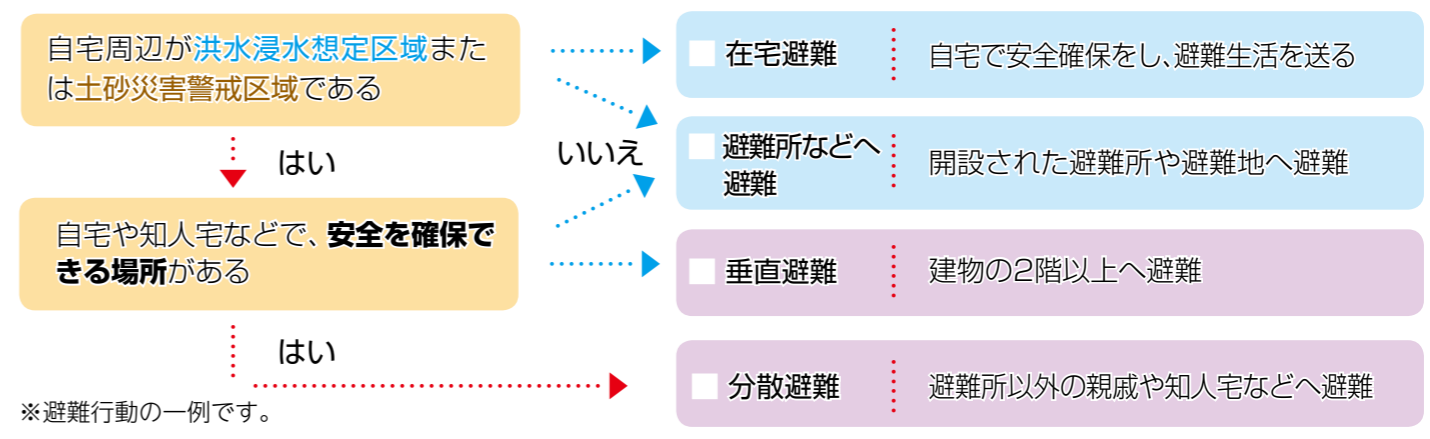 自宅周辺が洪水浸水想定区域また
は土砂災害警戒区域である
はい
いいえ
自宅や知人宅などで、安全を確保で
きる場所がある
はい
※避難行動の一例です。
在宅避難
自宅で安全確保をし、避難生活を送る
避難所などへ
避難
開設された避難所や避難地へ避難
垂直避難
建物の2階以上へ避難
分散避難
避難所以外の親戚や知人宅などへ避難